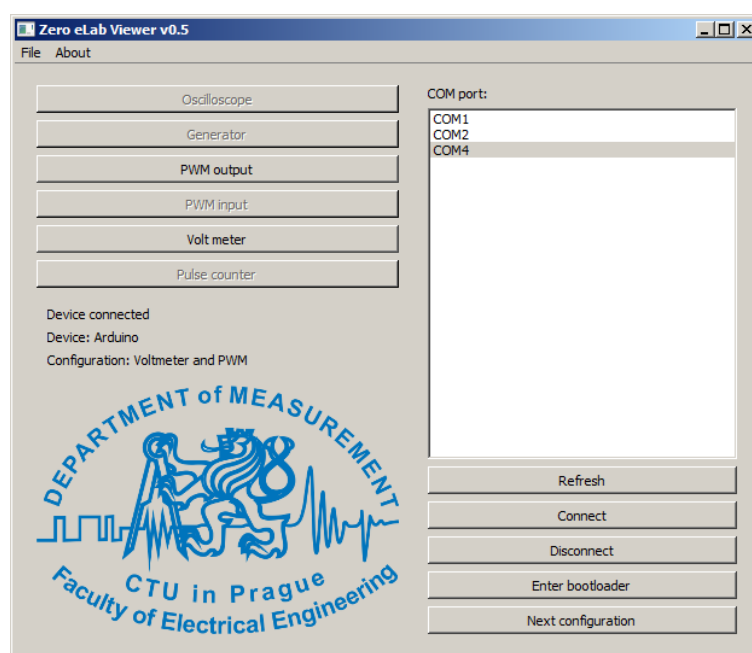 Zero eLab Viewer v0.5
File About
Oscilloscope
Generator
PWM output
PWM input
Volt meter
Pulse counter
Device connected
Device: Arduino
Configuration: Voltmeter and PWM
DEPARTMENT of MEASUREMENT
CTU in Prague
Faculty of Electrical Engineering
COM port:
COM1
COM2
COM4
Refresh
Connect
Disconnect
Enter bootloader
Next configuration